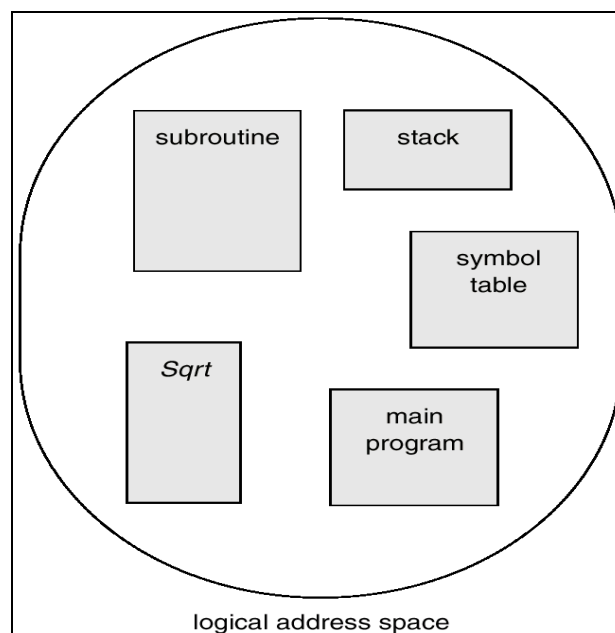 subroutine
stack
symbol
table
Sqrt
main
program
logical address space